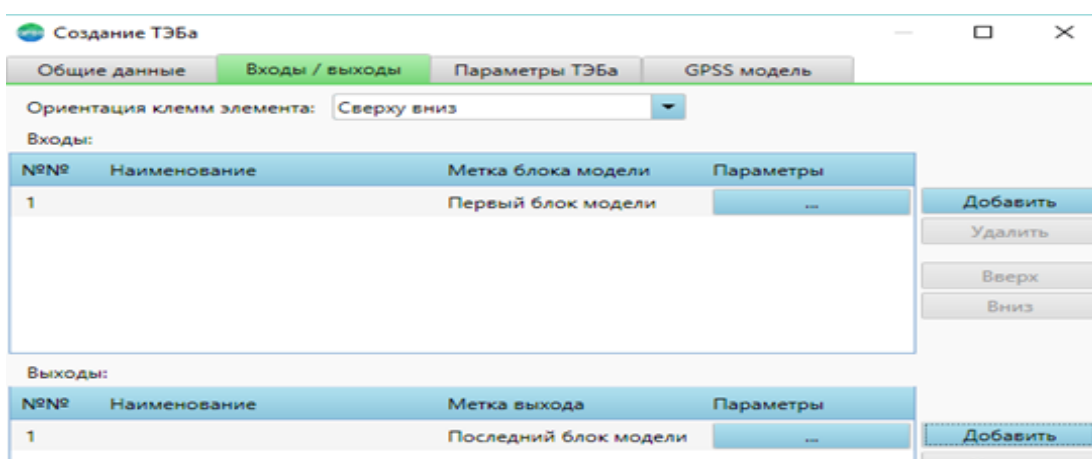 Создание ТЭБа
Общие данные Входы / выходы Параметры ТЭБа GPSS модель
Ориентация клемм элемента: Сверху вниз
Входы:
№№ Наименование Метка блока модели Параметры
1 Первый блок модели ...
Добавить
Удалить
Вверх
Вниз
Выходы:
№№ Наименование Метка выхода Параметры
1 Последний блок модели ...
Добавить